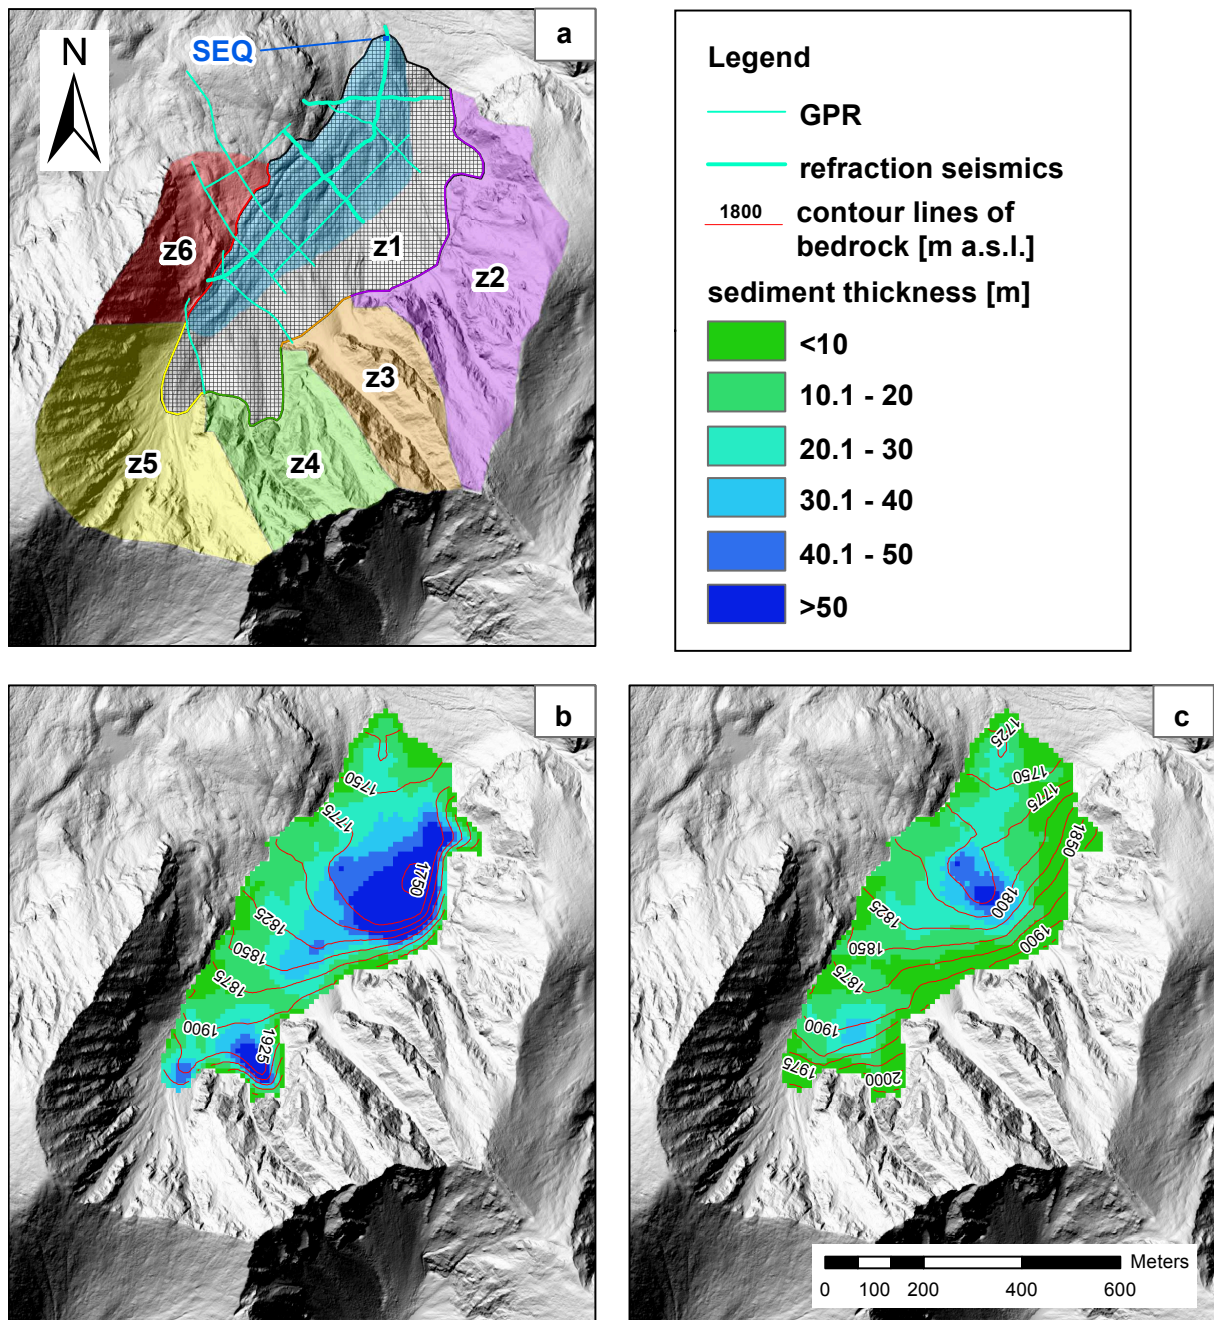 a
N
SEQ
z1
z6
z2
z3
z5
z4
Legend
GPR
refraction seismics
1800
contour lines of
bedrock [m a.s.l.]
sediment thickness [m]
<10
10.1 - 20
20.1 - 30
30.1 - 40
40.1 - 50
>50
b
1750
1775
1750
1825
1850
1875
1900
1925
c
1725
1750
1775
1850
1800
1825
1850
1900
1875
1900
1975
2000
Meters
0 100 200 400 600